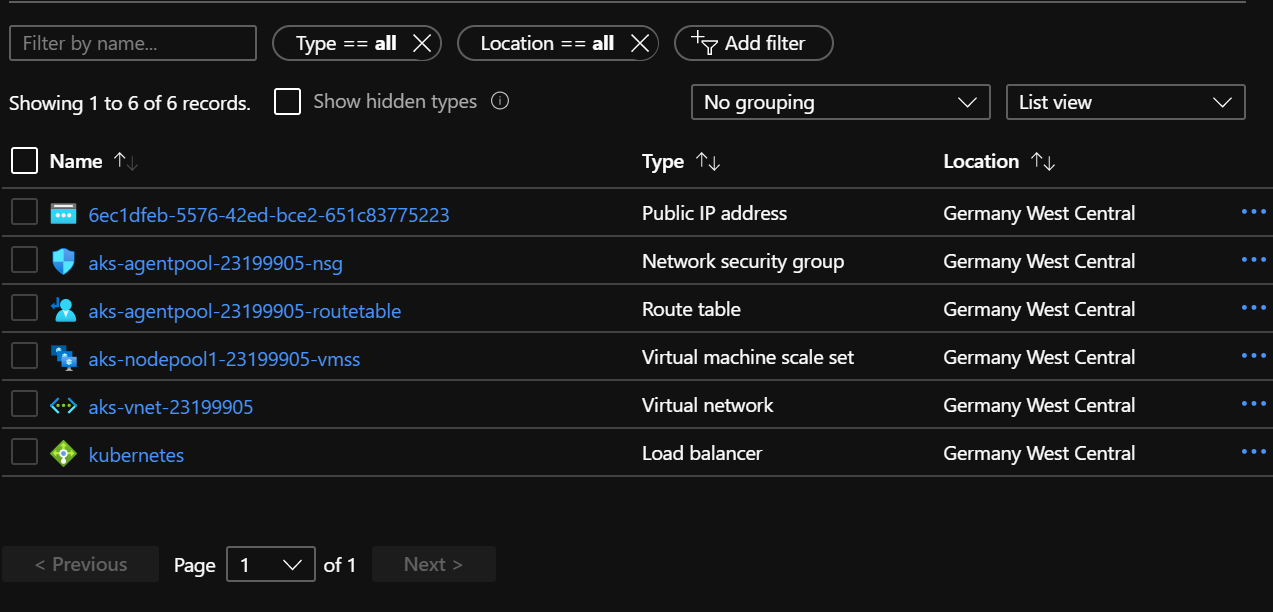 Filter by name...
Type == all
Location == all
Add filter
Showing 1 to 6 of 6 records.
Show hidden types
No grouping
List view
Name Type Location
6ec1dfeb-5576-42ed-bce2-651c83775223 Public IP address Germany West Central
aks-agentpool-23199905-nsg Network security group Germany West Central
aks-agentpool-23199905-routetable Route table Germany West Central
aks-nodepool1-23199905-vmss Virtual machine scale set Germany West Central
aks-vnet-23199905 Virtual network Germany West Central
kubernetes Load balancer Germany West Central
< Previous Page 1 of 1 Next >